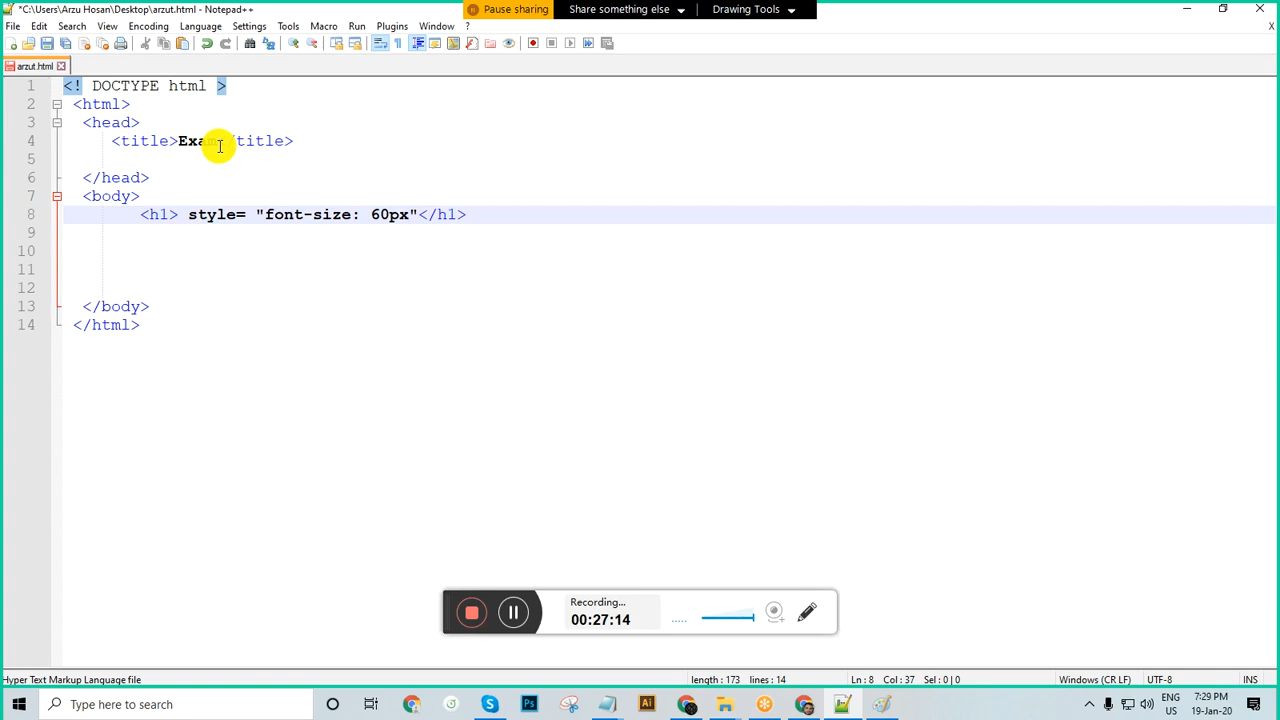 *C:\Users\Arzu Hosan\Desktop\arzut.html - Notepad++
Pause sharing
Share something else
Drawing Tools
File Edit Search View Encoding Language Settings Tools Macro Run Plugins Window ?
X
arzut.html
1 <! DOCTYPE html >
2 <html>
3 <head>
4 <title>Exam/title>
5
6 </head>
7 <body>
8 <h1> style= "font-size: 60px"</h1>
9
10
11
12
13 </body>
14 </html>
Recording...
00:27:14
Hyper Text Markup Language file
length : 173 lines : 14
Ln : 8 Col : 37 Sel : 0 | 0
Windows (CR LF)
UTF-8
INS
Type here to search
ENG
US
7:29 PM
19-Jan-20